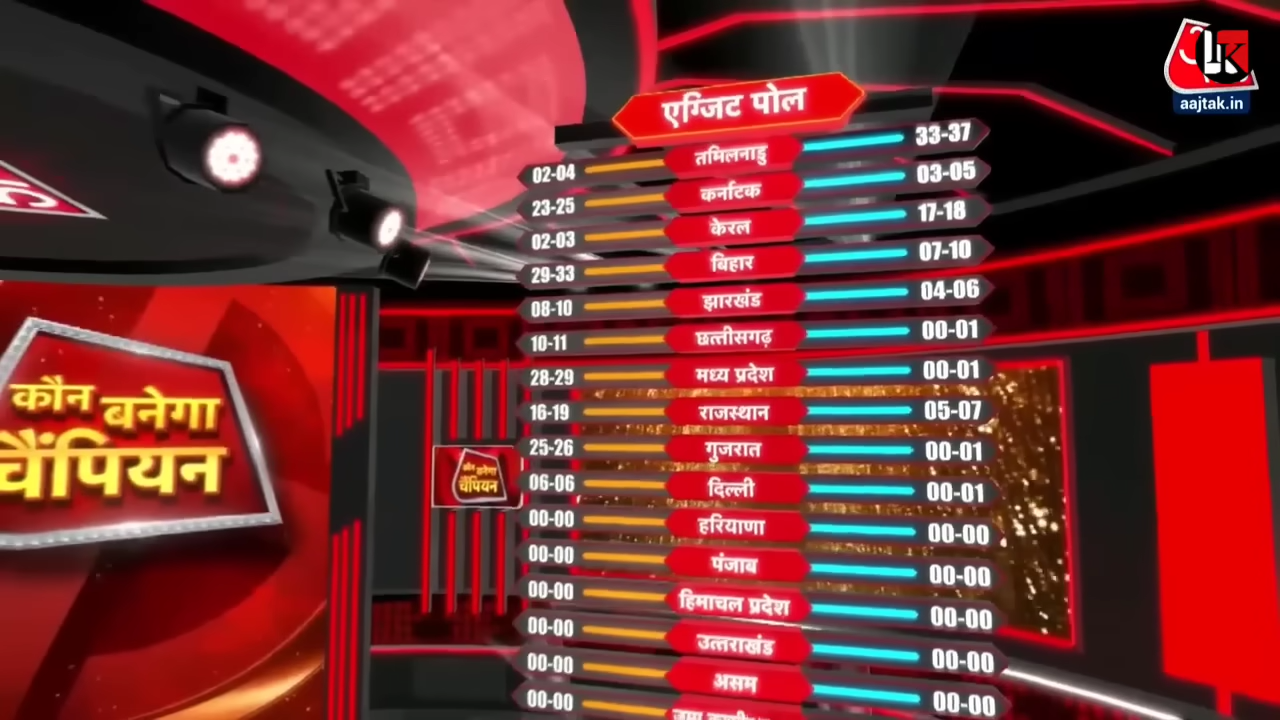 LK
aajtak.in
एग्जिट पोल
02-04 तमिलनाडु 33-37
23-25 कर्नाटक 03-05
02-03 केरल 17-18
29-33 बिहार 07-10
08-10 झारखंड 04-06
10-11 छत्तीसगढ़ 00-01
28-29 मध्य प्रदेश 00-01
16-19 राजस्थान 05-07
25-26 गुजरात 00-01
06-06 दिल्ली 00-01
00-00 हरियाणा 00-00
00-00 पंजाब 00-00
00-00 हिमाचल प्रदेश 00-00
00-00 उत्तराखंड 00-00
00-00 असम 00-00
00-00
कौन बनेगा
चैंपियन
कौन बनेगा
चैंपियन